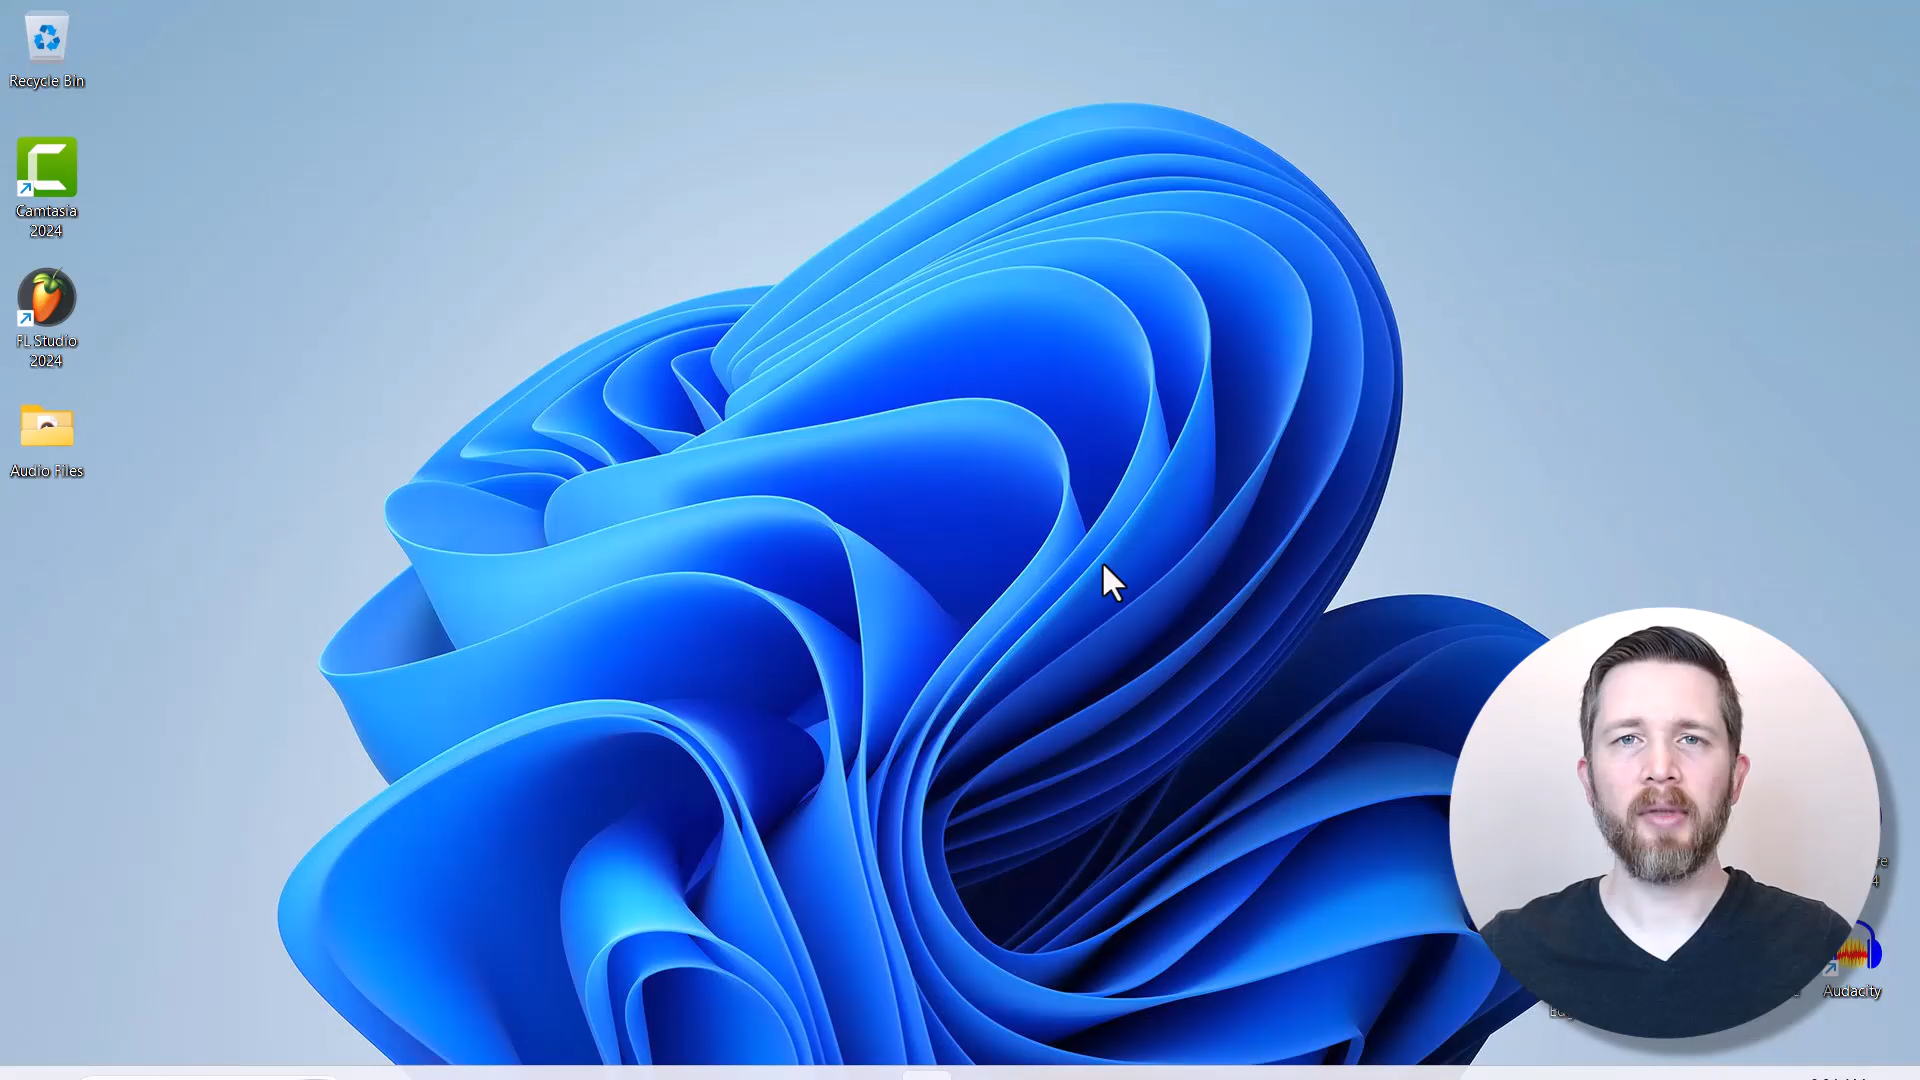 Recycle Bin
Camtasia
2024
FL Studio
2024
Audio Files
Audacity